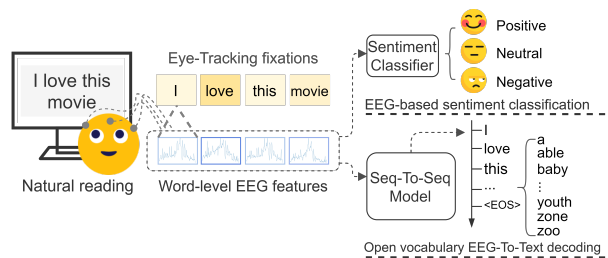 I love this
movie
Natural reading
Eye-Tracking fixations
I
love
this
movie
Word-level EEG features
Sentiment
Classifier
Positive
Neutral
Negative
EEG-based sentiment classification
Seq-To-Seq
Model
I
love
this
...
<EOS>
a
able
baby
⋮
youth
zone
zoo
Open vocabulary EEG-To-Text decoding